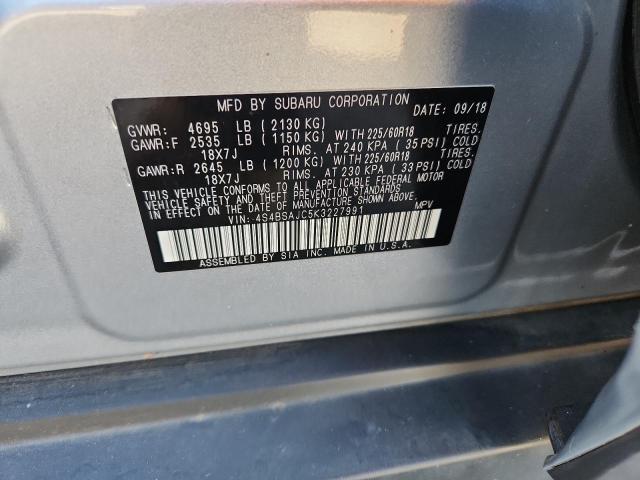 MFD BY SUBARU CORPORATION DATE: 09/18
GVWR: 4695 LB (2130 KG)
GAWR:F 2535 LB (1150 KG) WITH 225/60R18 TIRES.
18X7J RIMS. AT 240 KPA (35 PSI) COLD
GAWR:R 2645 LB (1200 KG) WITH 225/60R18 TIRES.
18X7J RIMS. AT 230 KPA (33 PSI) COLD
THIS VEHICLE CONFORMS TO ALL APPLICABLE FEDERAL MOTOR
VEHICLE SAFETY AND THEFT PREVENTION STANDARDS
IN EFFECT ON THE DATE OF MANUFACTURE SHOWN ABOVE.
VIN:4S4BSAJC5K3227991 MPV
ASSEMBLED BY SIA INC. MADE IN U.S.A.